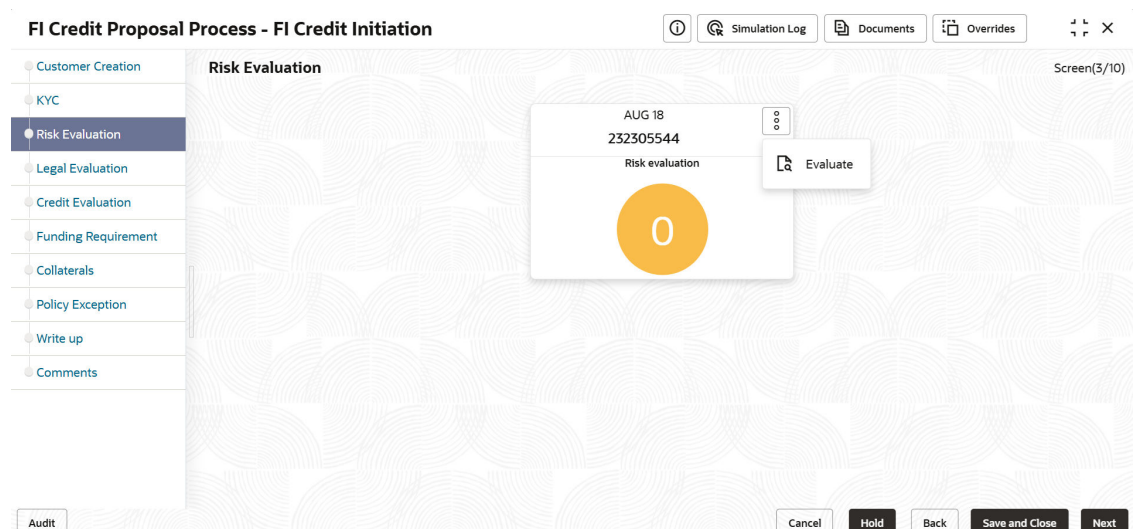 FI Credit Proposal Process - FI Credit Initiation
Simulation Log
Documents
Overrides
Customer Creation
KYC
Risk Evaluation
Legal Evaluation
Credit Evaluation
Funding Requirement
Collaterals
Policy Exception
Write up
Comments
Risk Evaluation
Screen(3/10)
AUG 18
232305544
Risk evaluation
0
Evaluate
Audit
Cancel
Hold
Back
Save and Close
Next